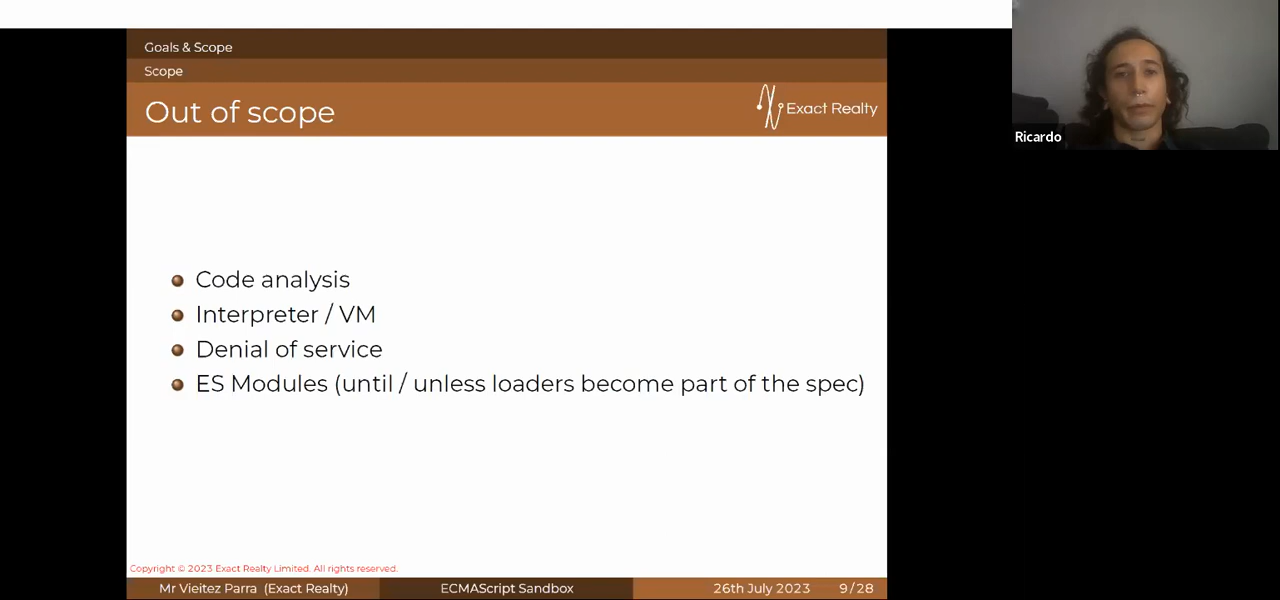 Goals & Scope
Scope
Out of scope
Exact Realty
Ricardo
Code analysis
Interpreter / VM
Denial of service
ES Modules (until / unless loaders become part of the spec)
Copyright © 2023 Exact Realty Limited. All rights reserved.
Mr Vieitez Parra (Exact Realty)
ECMAScript Sandbox
26th July 2023
9/28